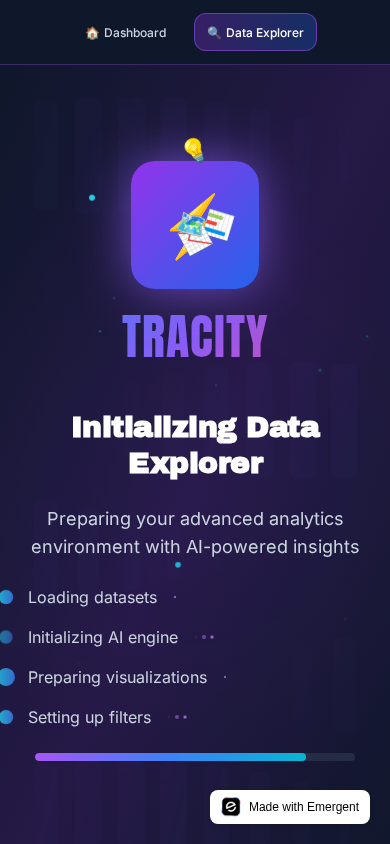 Dashboard
Data Explorer
TRACITY
Initializing Data
Explorer
Preparing your advanced analytics
environment with AI-powered insights
Loading datasets
Initializing AI engine
Preparing visualizations
Setting up filters
Made with Emergent